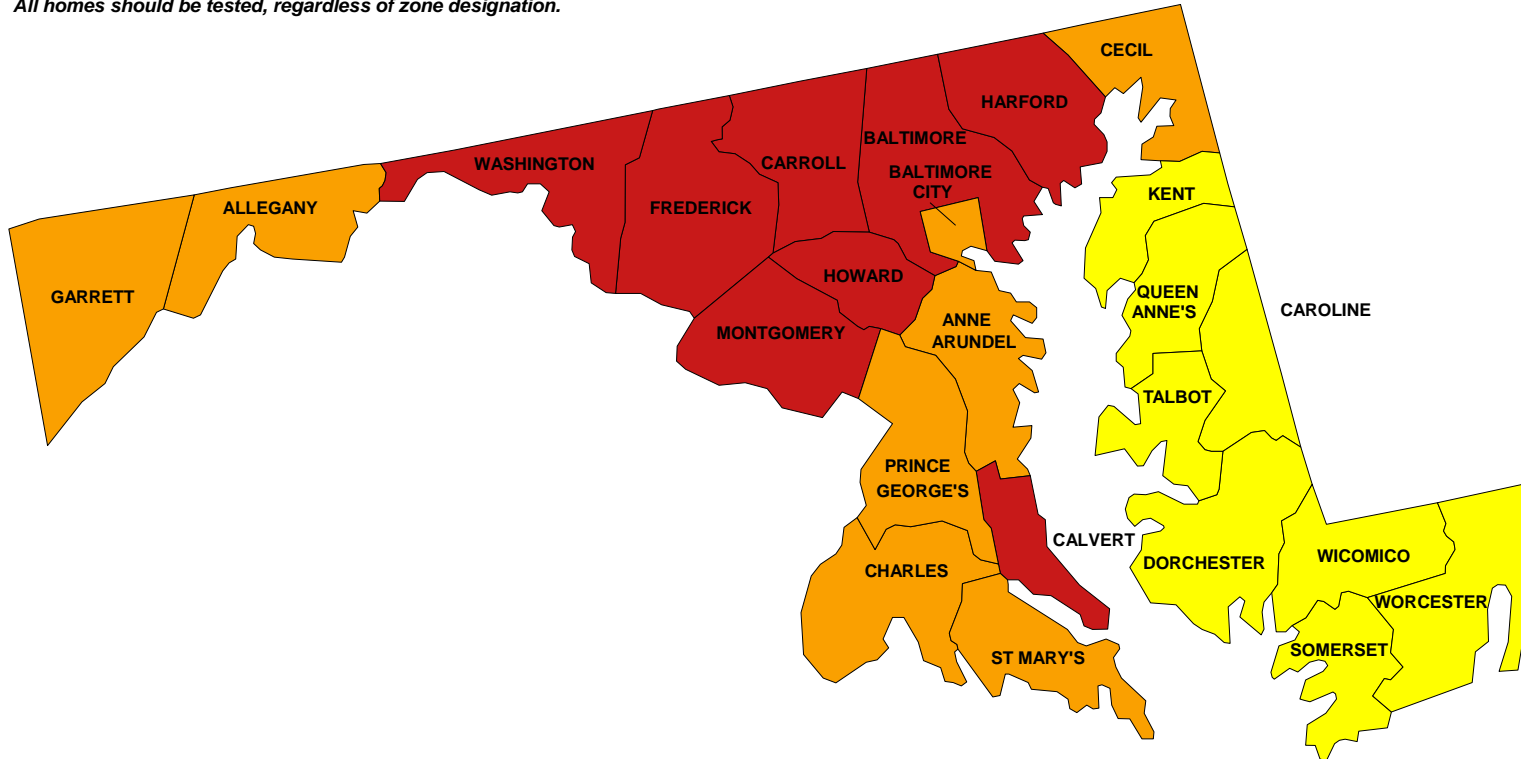 All homes should be tested, regardless of zone designation.
CECIL
HARFORD
BALTIMORE
CARROLL
WASHINGTON
BALTIMORE
CITY
KENT
ALLEGANY
FREDERICK
HOWARD
GARRETT
QUEEN
ANNE'S
CAROLINE
MONTGOMERY
ANNE
ARUNDEL
TALBOT
PRINCE
GEORGE'S
CALVERT
WICOMICO
DORCHESTER
CHARLES
WORCESTER
SOMERSET
ST MARY'S